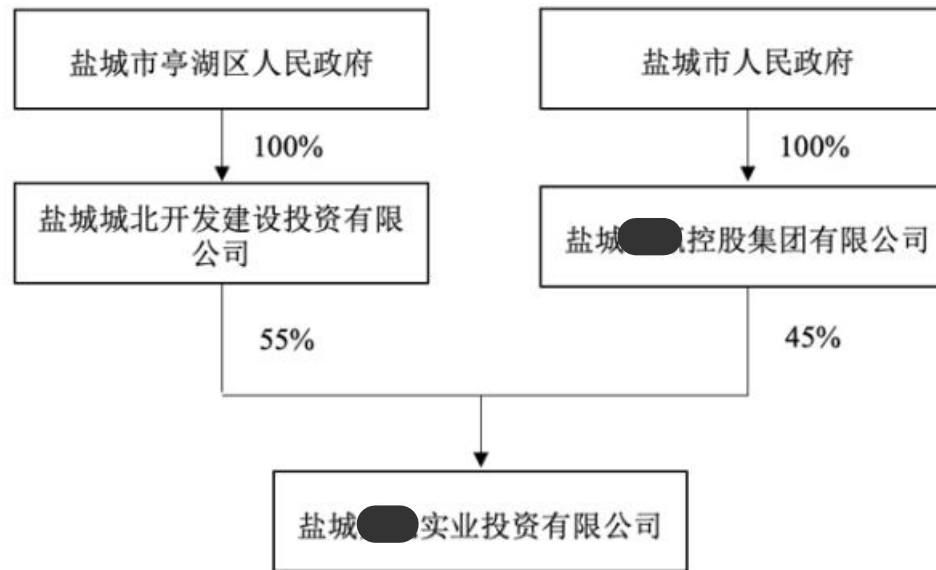 盐城市亭湖区人民政府
盐城市人民政府
100%
100%
盐城城北开发建设投资有限
公司
盐城控股集团有限公司
55%
45%
盐城实业投资有限公司